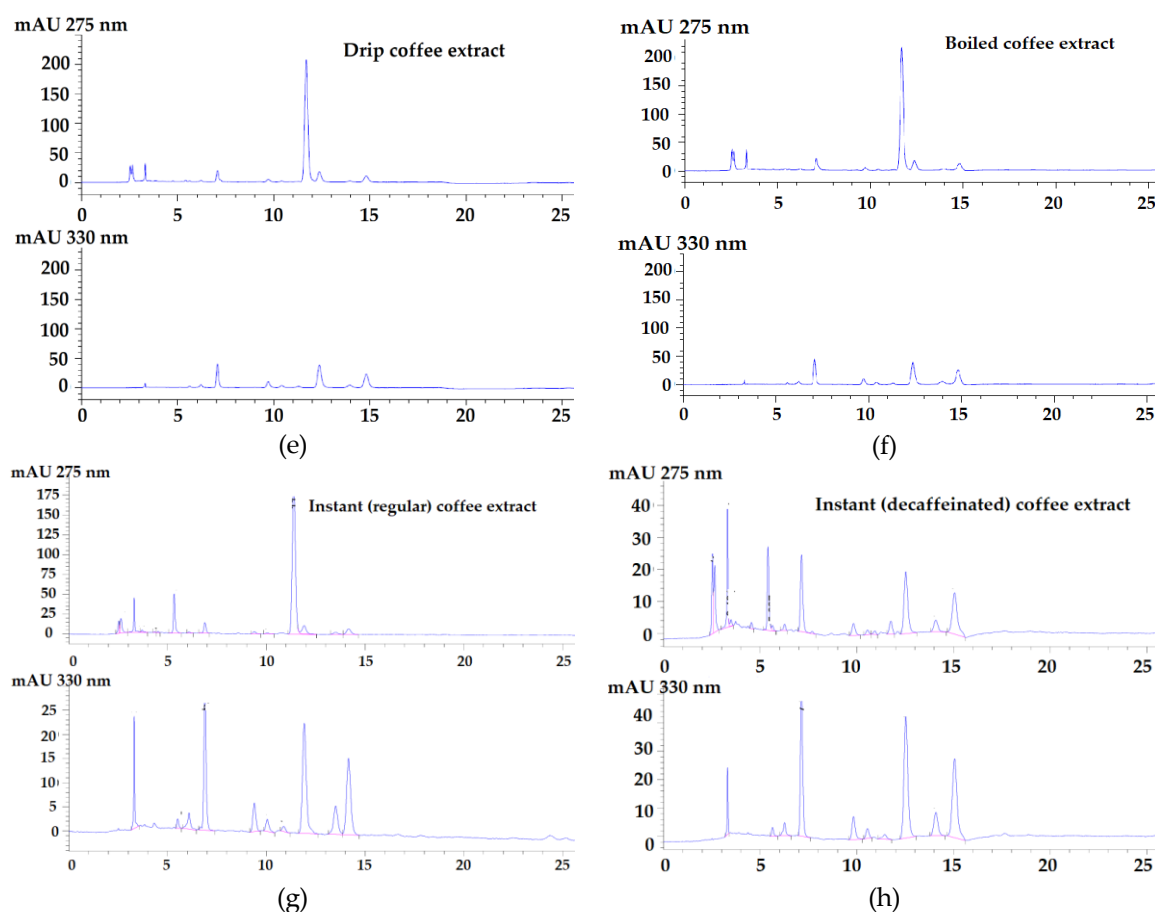 mAU 275 nm
Drip coffee extract
200
150
100
50
0
0 5 10 15 20 25
mAU 330 nm
200
150
100
50
0
0 5 10 15 20 25
(e)
mAU 275 nm
Boiled coffee extract
200
150
100
50
0
0 5 10 15 20 25
mAU 330 nm
200
150
100
50
0
0 5 10 15 20 25
(f)
mAU 275 nm
Instant (regular) coffee extract
175
150
125
100
75
50
25
0
0 5 10 15 20 25
mAU 330 nm
25
20
15
10
5
0
0 5 10 15 20 25
(g)
mAU 275 nm
Instant (decaffeinated) coffee extract
40
30
20
10
0
0 5 10 15 20 25
mAU 330 nm
40
30
20
10
0
0 5 10 15 20 25
(h)